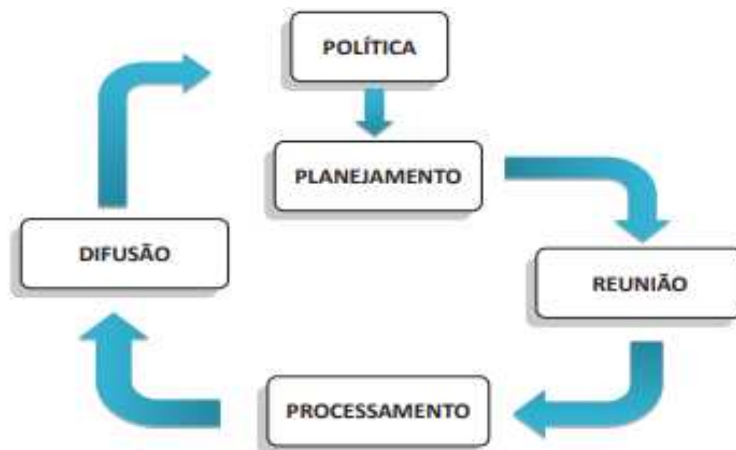 POLÍTICA
PLANEJAMENTO
REUNIÃO
PROCESSAMENTO
DIFUSÃO